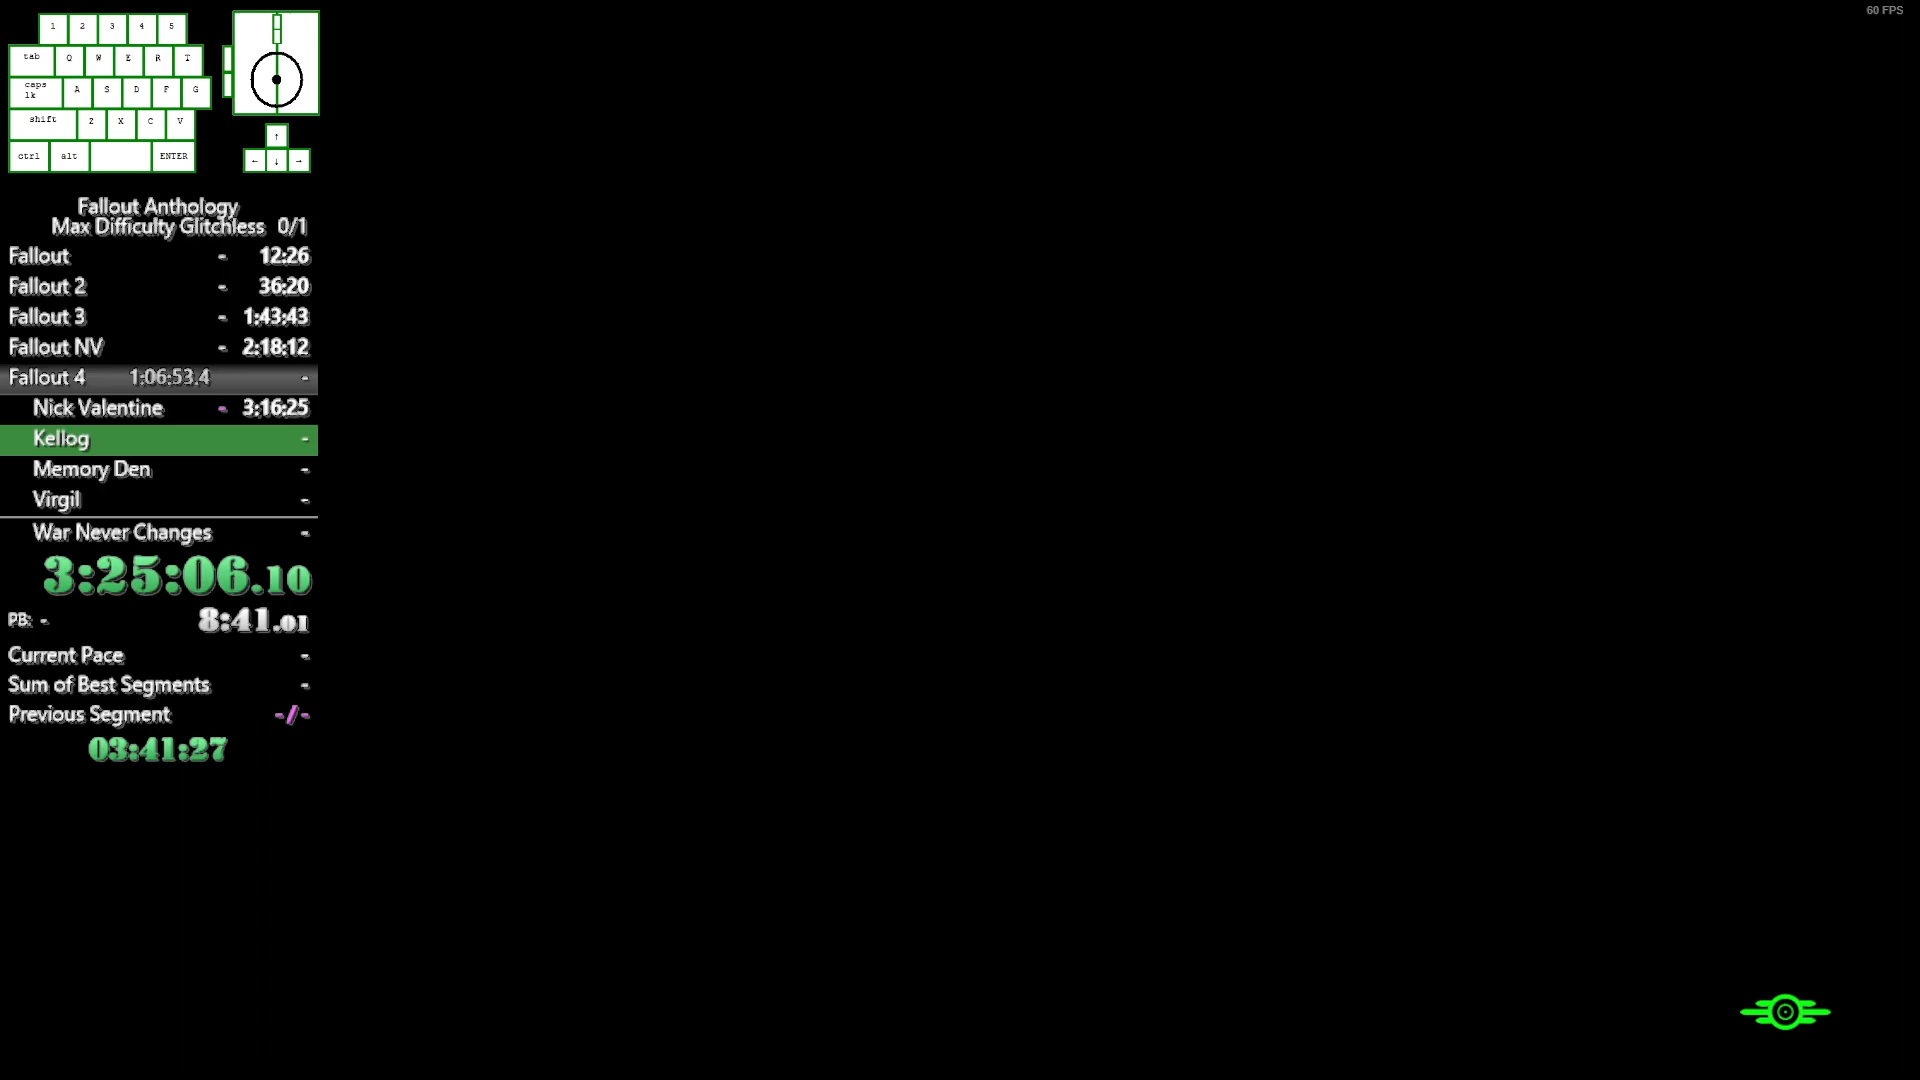 60 FPS
1 2 3 4 5
tab Q W E R T
caps
lk A S D F G
shift Z X C V
ctrl alt ENTER
↑
← ↓ →
Fallout Anthology
Max Difficulty Glitchless 0/1
Fallout - 12:26
Fallout 2 - 36:20
Fallout 3 - 1:43:43
Fallout NV - 2:18:12
Fallout 4 1:06:53.4 -
Nick Valentine - 3:16:25
Kellog -
Memory Den -
Virgil -
War Never Changes -
3:25:06.10
PB: - 8:41.01
Current Pace -
Sum of Best Segments -
Previous Segment -/-
03:41:27